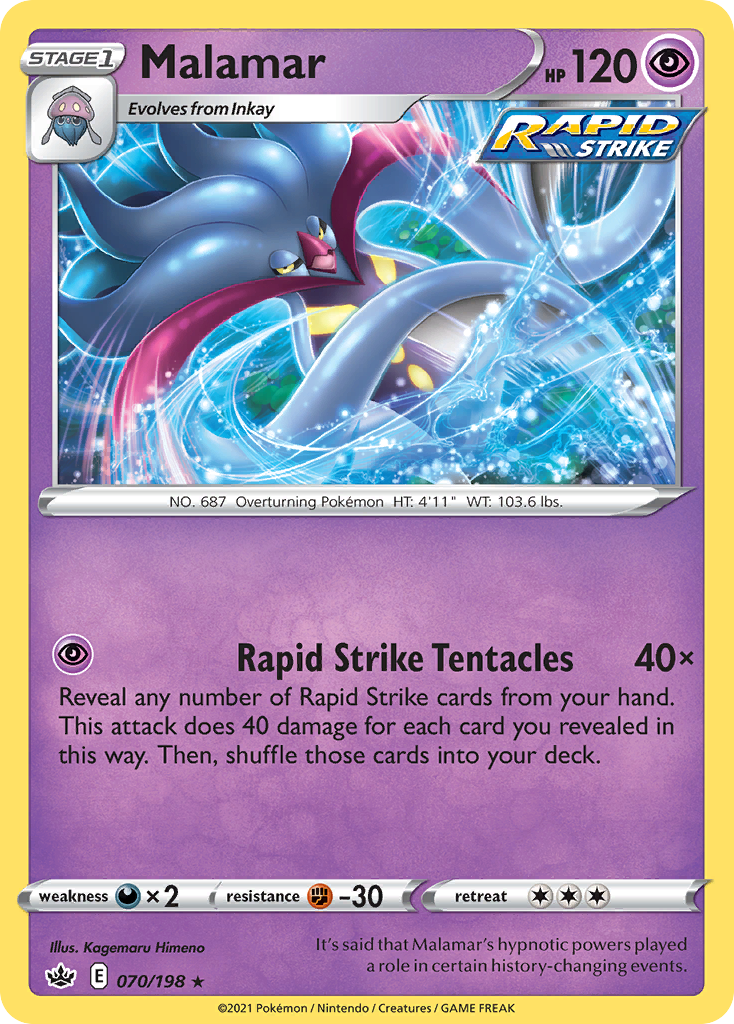 STAGE1
Malamar
HP 120
Evolves from Inkay
RAPID
STRIKE
NO. 687 Overturning Pokémon HT: 4'11" WT: 103.6 lbs.
Rapid Strike Tentacles 40×
Reveal any number of Rapid Strike cards from your hand.
This attack does 40 damage for each card you revealed in
this way. Then, shuffle those cards into your deck.
weakness ×2 resistance -30 retreat
Illus. Kagemaru Himeno
It's said that Malamar's hypnotic powers played
a role in certain history-changing events.
E 070/198 ★
©2021 Pokémon / Nintendo / Creatures / GAME FREAK